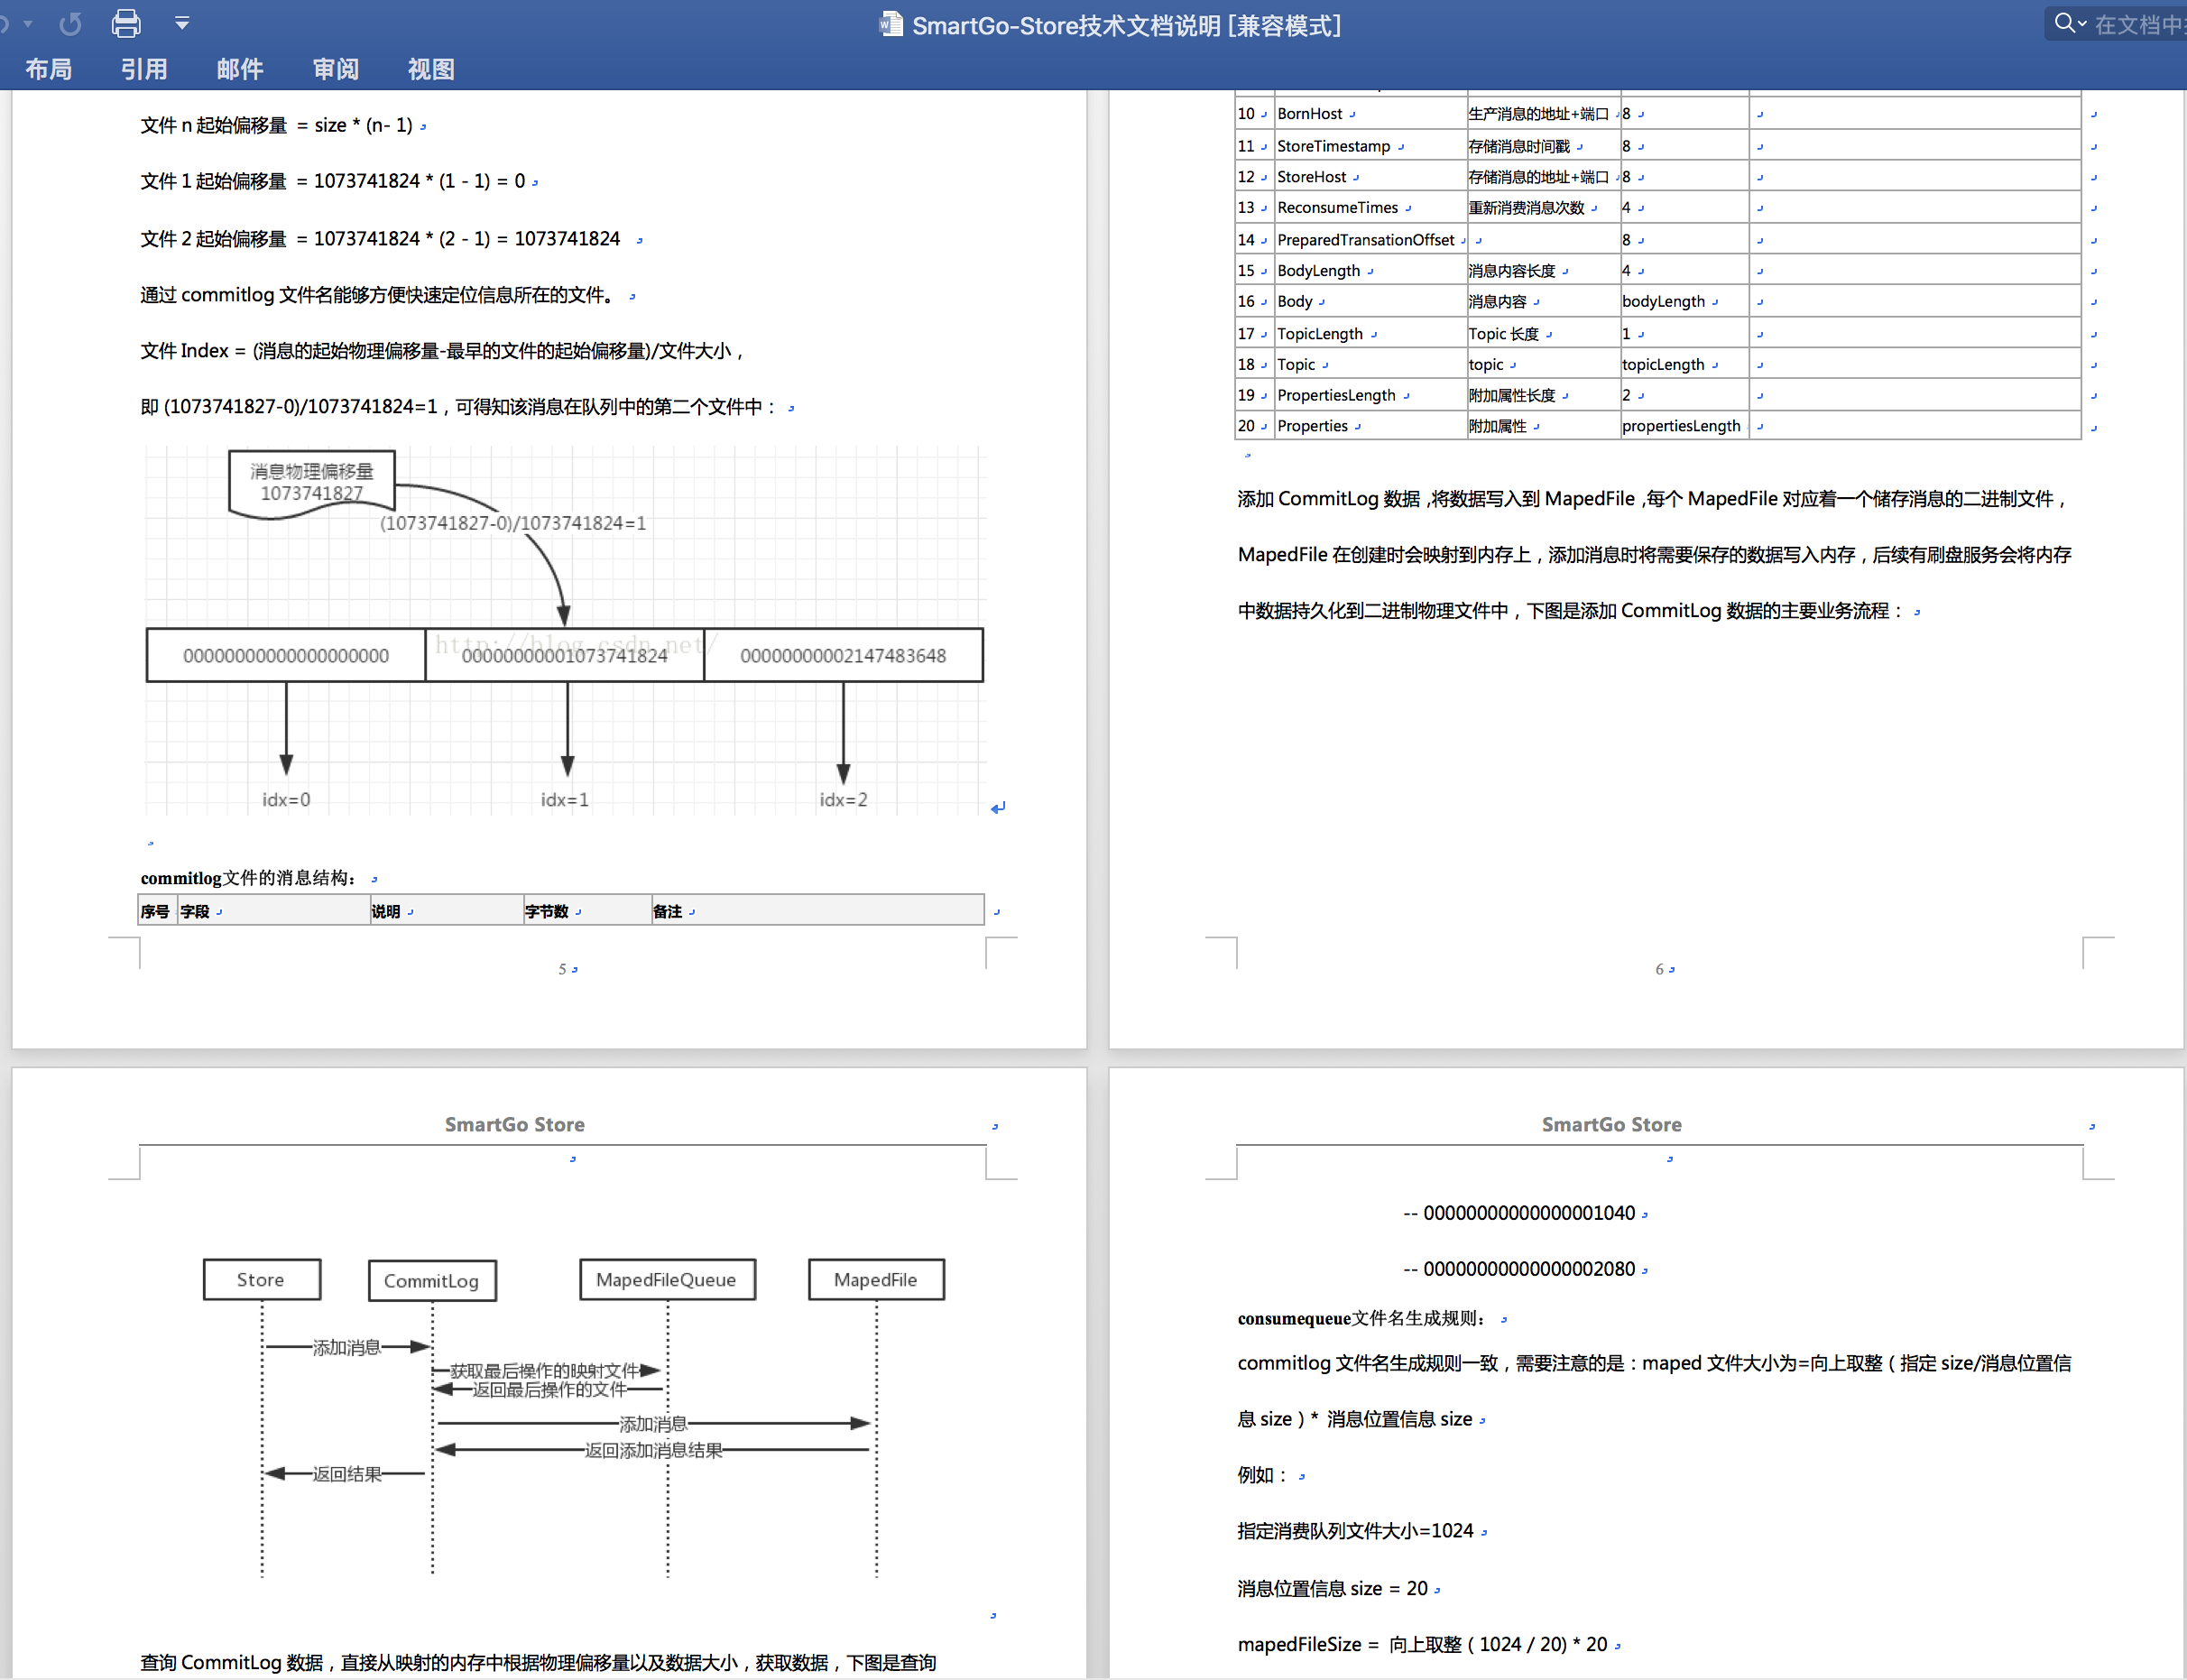 SmartGo-Store技术文档说明 [兼容模式]
布局 引用 邮件 审阅 视图
文件 n 起始偏移量 = size * (n- 1)
文件 1 起始偏移量 = 1073741824 * (1 - 1) = 0
文件 2 起始偏移量 = 1073741824 * (2 - 1) = 1073741824
通过 commitlog 文件名能够方便快速定位信息所在的文件。
文件 Index = (消息的起始物理偏移量-最早的文件的起始偏移量)/文件大小，
即 (1073741827-0)/1073741824=1，可得知该消息在队列中的第二个文件中：
消息物理偏移量
1073741827
(1073741827-0)/1073741824=1
http://blog.csdn.net/
00000000000000000000 00000000001073741824 00000000002147483648
idx=0 idx=1 idx=2
commitlog文件的消息结构：
序号 字段 说明 字节数 备注
5
10 BornHost 生产消息的地址+端口 8
11 StoreTimestamp 存储消息时间戳 8
12 StoreHost 存储消息的地址+端口 8
13 ReconsumeTimes 重新消费消息次数 4
14 PreparedTransationOffset 8
15 BodyLength 消息内容长度 4
16 Body 消息内容 bodyLength
17 TopicLength Topic 长度 1
18 Topic topic topicLength
19 PropertiesLength 附加属性长度 2
20 Properties 附加属性 propertiesLength
添加 CommitLog 数据 ,将数据写入到 MapedFile ,每个 MapedFile 对应着一个储存消息的二进制文件，
MapedFile 在创建时会映射到内存上，添加消息时将需要保存的数据写入内存，后续有刷盘服务会将内存
中数据持久化到二进制物理文件中，下图是添加 CommitLog 数据的主要业务流程：
6
SmartGo Store
Store CommitLog MapedFileQueue MapedFile
添加消息
获取最后操作的映射文件
返回最后操作的文件
添加消息
返回添加消息结果
返回结果
查询 CommitLog 数据，直接从映射的内存中根据物理偏移量以及数据大小，获取数据，下图是查询
SmartGo Store
-- 00000000000000001040
-- 00000000000000002080
consumequeue文件名生成规则：
commitlog 文件名生成规则一致，需要注意的是：maped 文件大小为=向上取整（指定 size/消息位置信
息 size）* 消息位置信息 size
例如：
指定消费队列文件大小=1024
消息位置信息 size = 20
mapedFileSize = 向上取整（1024 / 20) * 20